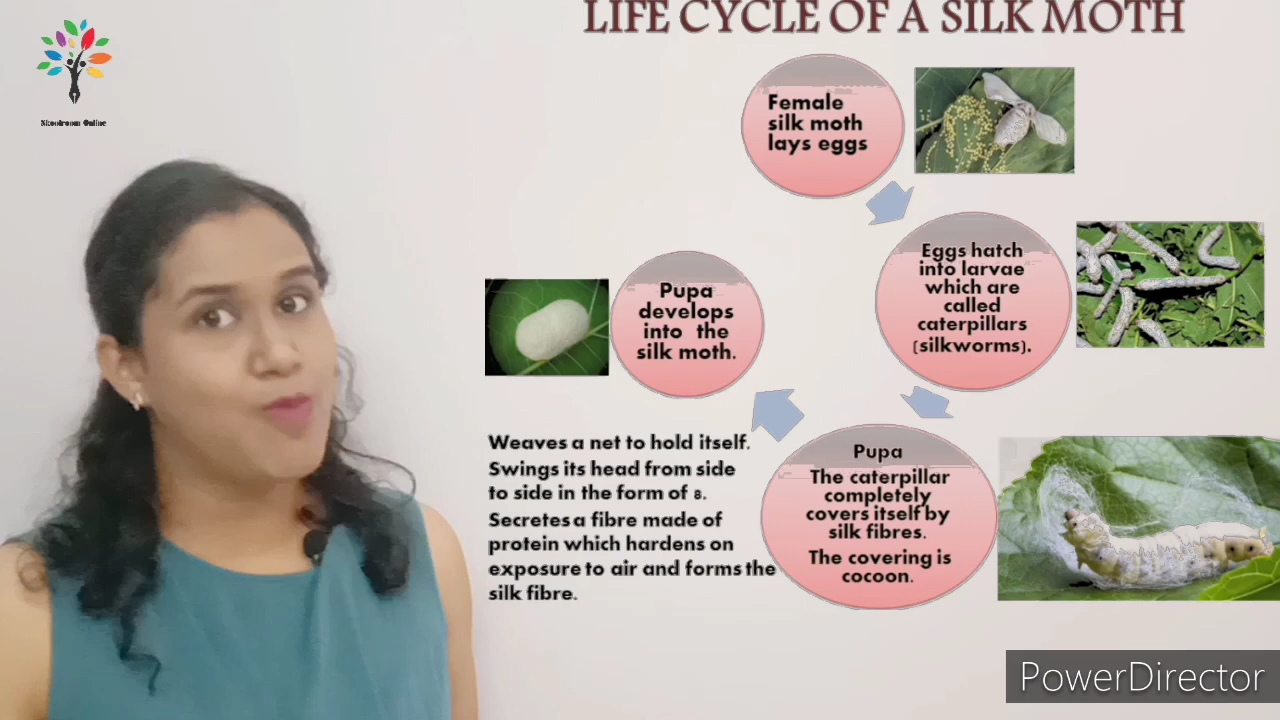 LIFE CYCLE OF A SILK MOTH
Female
silk moth
lays eggs
Eggs hatch
into larvae
which are
called
caterpillars
(silkworms).
Pupa
The caterpillar
completely
covers itself by
silk fibres.
The covering is
cocoon.
Pupa
develops
into the
silk moth.
Weaves a net to hold itself.
Swings its head from side
to side in the form of 8.
Secretes a fibre made of
protein which hardens on
exposure to air and forms the
silk fibre.
Skoolroom Online
PowerDirector